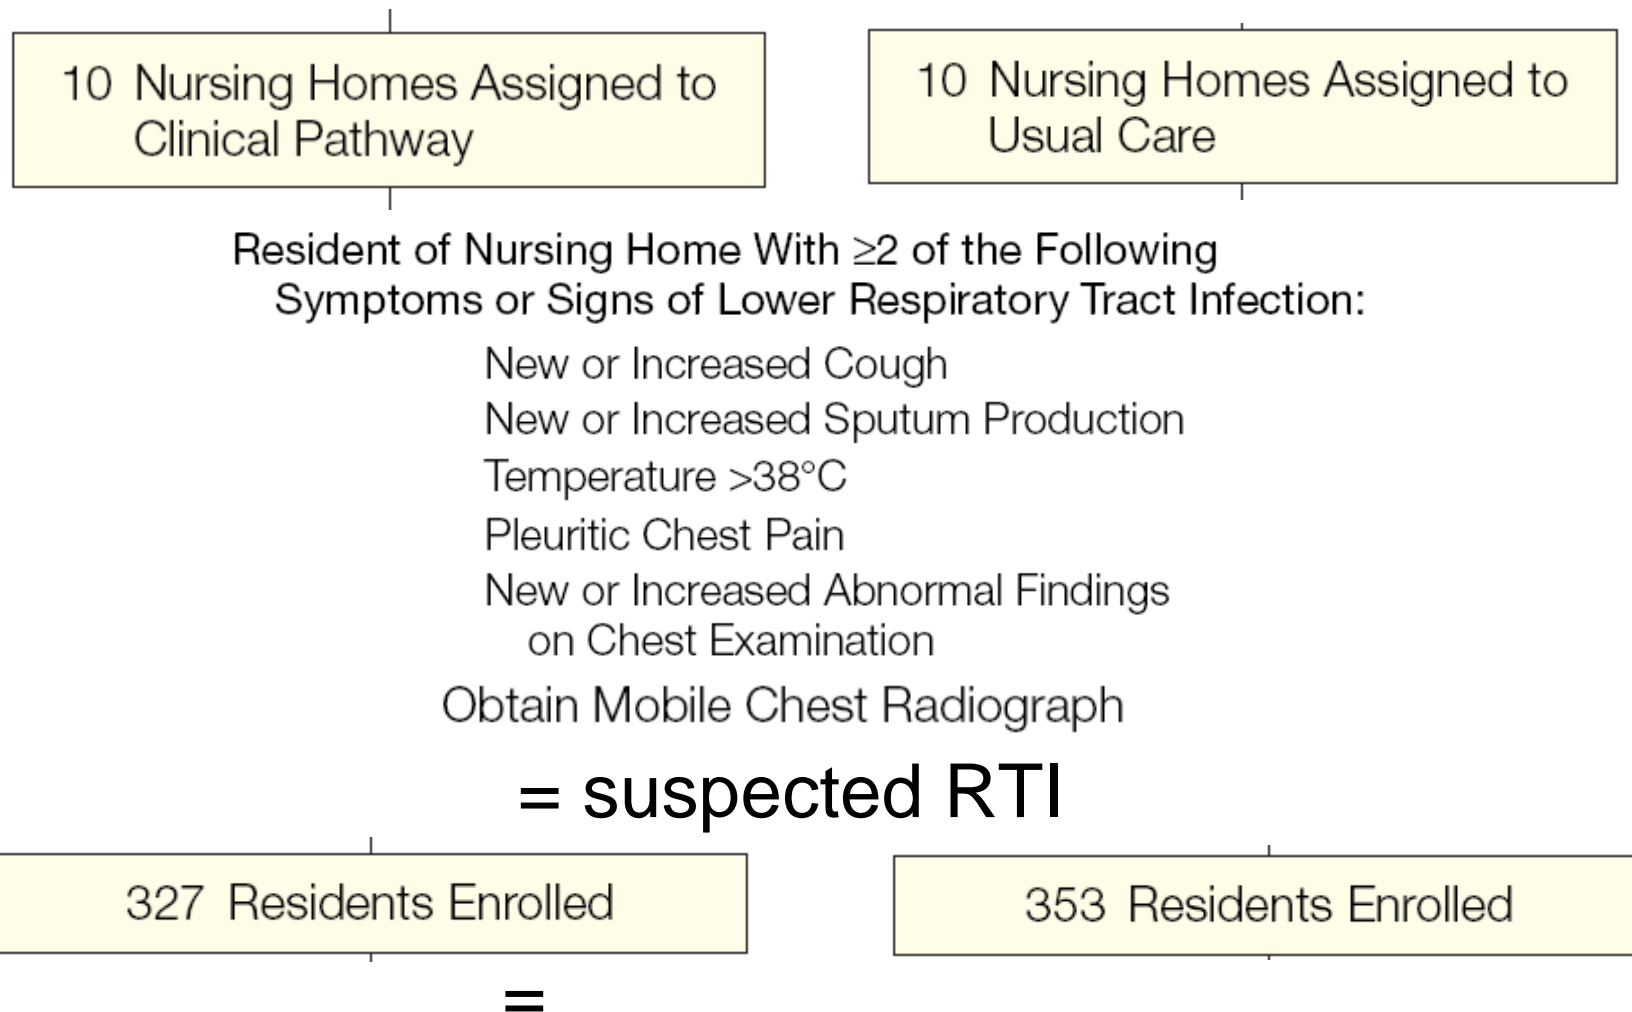 10 Nursing Homes Assigned to
Clinical Pathway
10 Nursing Homes Assigned to
Usual Care
Resident of Nursing Home With ≥2 of the Following
Symptoms or Signs of Lower Respiratory Tract Infection:
New or Increased Cough
New or Increased Sputum Production
Temperature >38°C
Pleuritic Chest Pain
New or Increased Abnormal Findings
on Chest Examination
Obtain Mobile Chest Radiograph
= suspected RTI
327 Residents Enrolled
353 Residents Enrolled
=